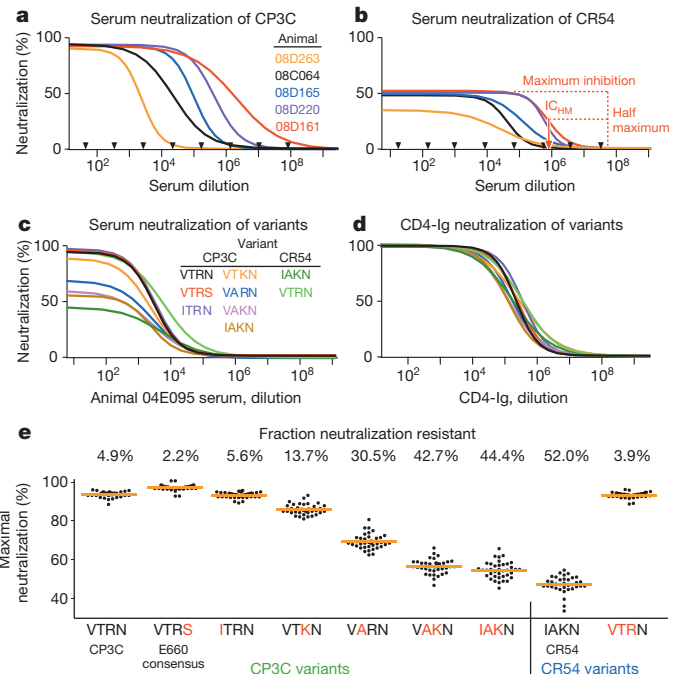 a Serum neutralization of CP3C
Neutralization (%)
100
50
0
10² 10⁴ 10⁶ 10⁸
Serum dilution
Animal
08D263
08C064
08D165
08D220
08D161
b Serum neutralization of CR54
100
50
0
Maximum inhibition
IC_HM
Half
maximum
10² 10⁴ 10⁶ 10⁸
Serum dilution
c Serum neutralization of variants
Neutralization (%)
100
50
0
Variant
CP3C CR54
VTRN VTKN IAKN
VTRS VARN VTRN
ITRN VAKN
IAKN
10² 10⁴ 10⁶ 10⁸
Animal 04E095 serum, dilution
d CD4-Ig neutralization of variants
100
50
0
10² 10⁴ 10⁶ 10⁸
CD4-Ig, dilution
e Fraction neutralization resistant
4.9% 2.2% 5.6% 13.7% 30.5% 42.7% 44.4% 52.0% 3.9%
Maximal
neutralization (%)
100
80
60
40
VTRN VTRS ITRN VTKN VARN VAKN IAKN IAKN VTRN
CP3C E660 CR54
consensus
CP3C variants CR54 variants